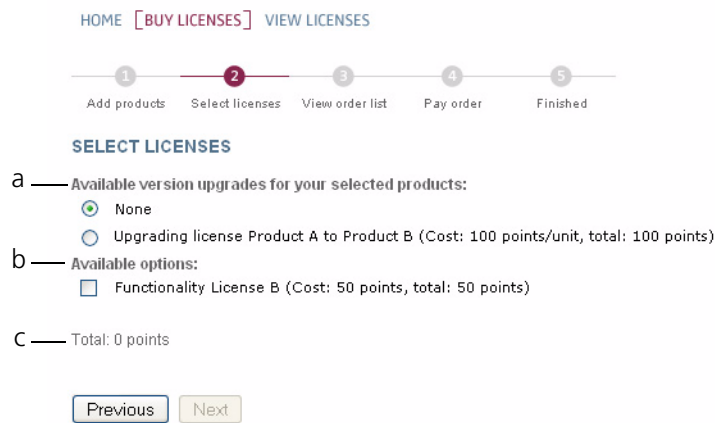 HOME [BUY LICENSES] VIEW LICENSES
1 2 3 4 5
Add products Select licenses View order list Pay order Finished
SELECT LICENSES
a Available version upgrades for your selected products:
None
Upgrading license Product A to Product B (Cost: 100 points/unit, total: 100 points)
b Available options:
Functionality License B (Cost: 50 points, total: 50 points)
c Total: 0 points
Previous Next